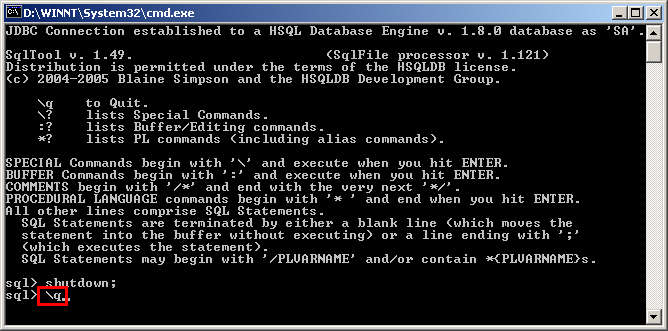 D:\WINNT\System32\cmd.exe
JDBC Connection established to a HSQL Database Engine v. 1.8.0 database as 'SA'.
SqlTool v. 1.49. (SqlFile processor v. 1.121)
Distribution is permitted under the terms of the HSQLDB license.
(c) 2004-2005 Blaine Simpson and the HSQLDB Development Group.
\q to Quit.
\? lists Special Commands.
:? lists Buffer/Editing commands.
*? lists PL commands (including alias commands).
SPECIAL Commands begin with '\' and execute when you hit ENTER.
BUFFER Commands begin with ':' and execute when you hit ENTER.
COMMENTS begin with '/*' and end with the very next '*/'.
PROCEDURAL LANGUAGE commands begin with '* ' and end when you hit ENTER.
All other lines comprise SQL Statements.
SQL Statements are terminated by either a blank line (which moves the
statement into the buffer without executing) or a line ending with ';'
(which executes the statement).
SQL Statements may begin with '/PLVARNAME' and/or contain *{PLVARNAME}s.
sql> shutdown;
sql> \q